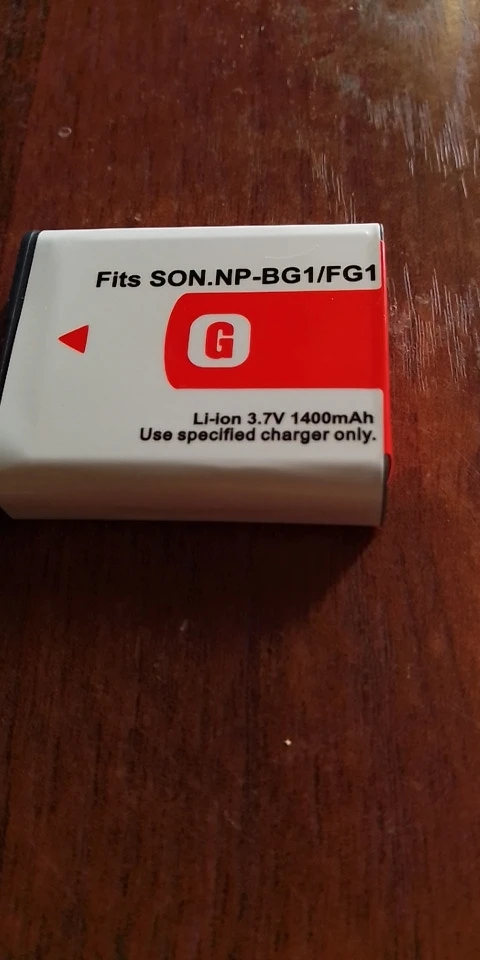 Fits SON.NP-BG1/FG1
G
Li-ion 3.7V 1400mAh
Use specified charger only.